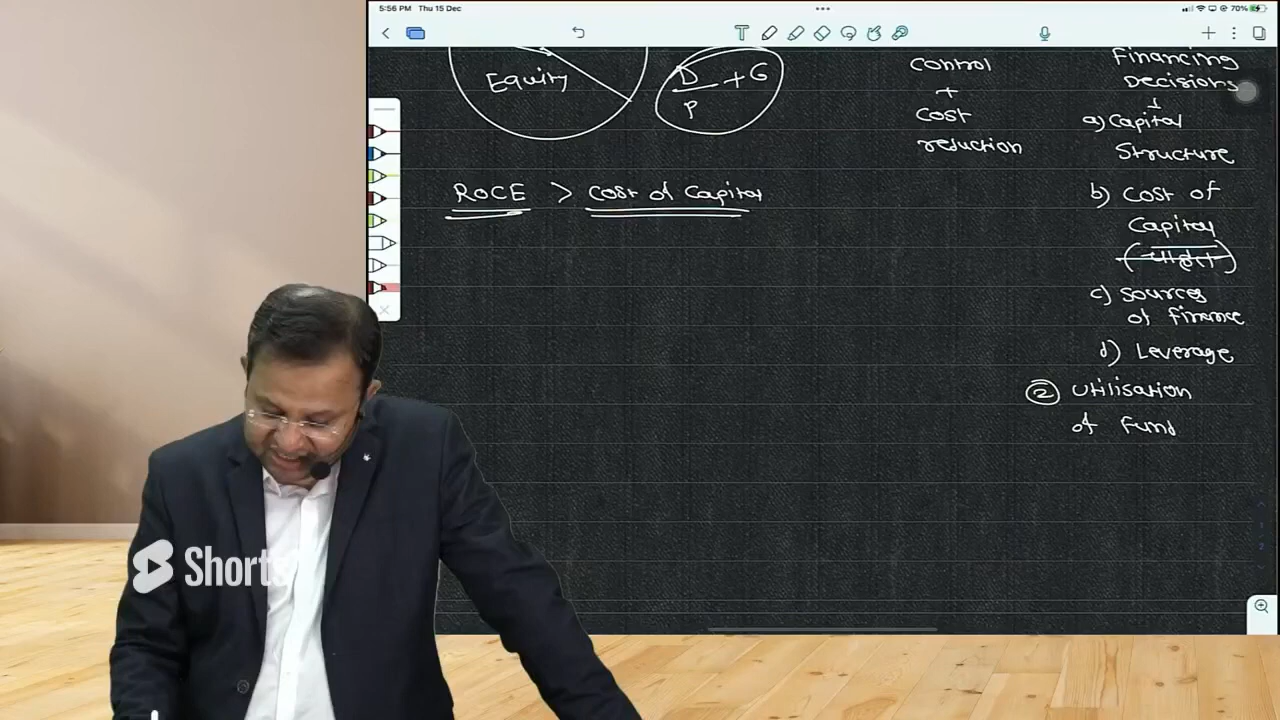 5:56 PM Thu 15 Dec
70%
Equity
D
P
+ G
Control
+
Cost
reduction
Financing
Decisions
a) Capital
Structure
ROCE > Cost of Capital
b) Cost of
Capital
c) Sources
of finance
d) Leverage
② Utilisation
of Fund
Shorts